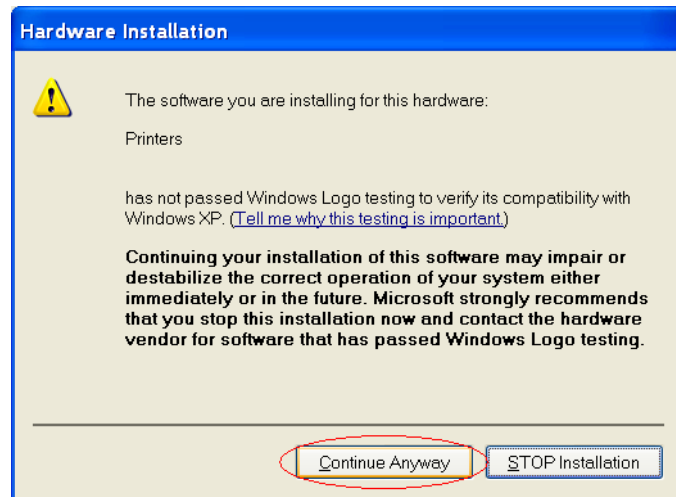 Hardware Installation
The software you are installing for this hardware:
Printers
has not passed Windows Logo testing to verify its compatibility with
Windows XP. (Tell me why this testing is important.)
Continuing your installation of this software may impair or
destabilize the correct operation of your system either
immediately or in the future. Microsoft strongly recommends
that you stop this installation now and contact the hardware
vendor for software that has passed Windows Logo testing.
Continue Anyway
STOP Installation